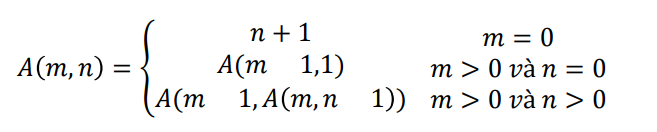 n + 1 m = 0
A(m, n) = { A(m 1,1) m > 0 và n = 0
A(m 1, A(m, n 1)) m > 0 và n > 0